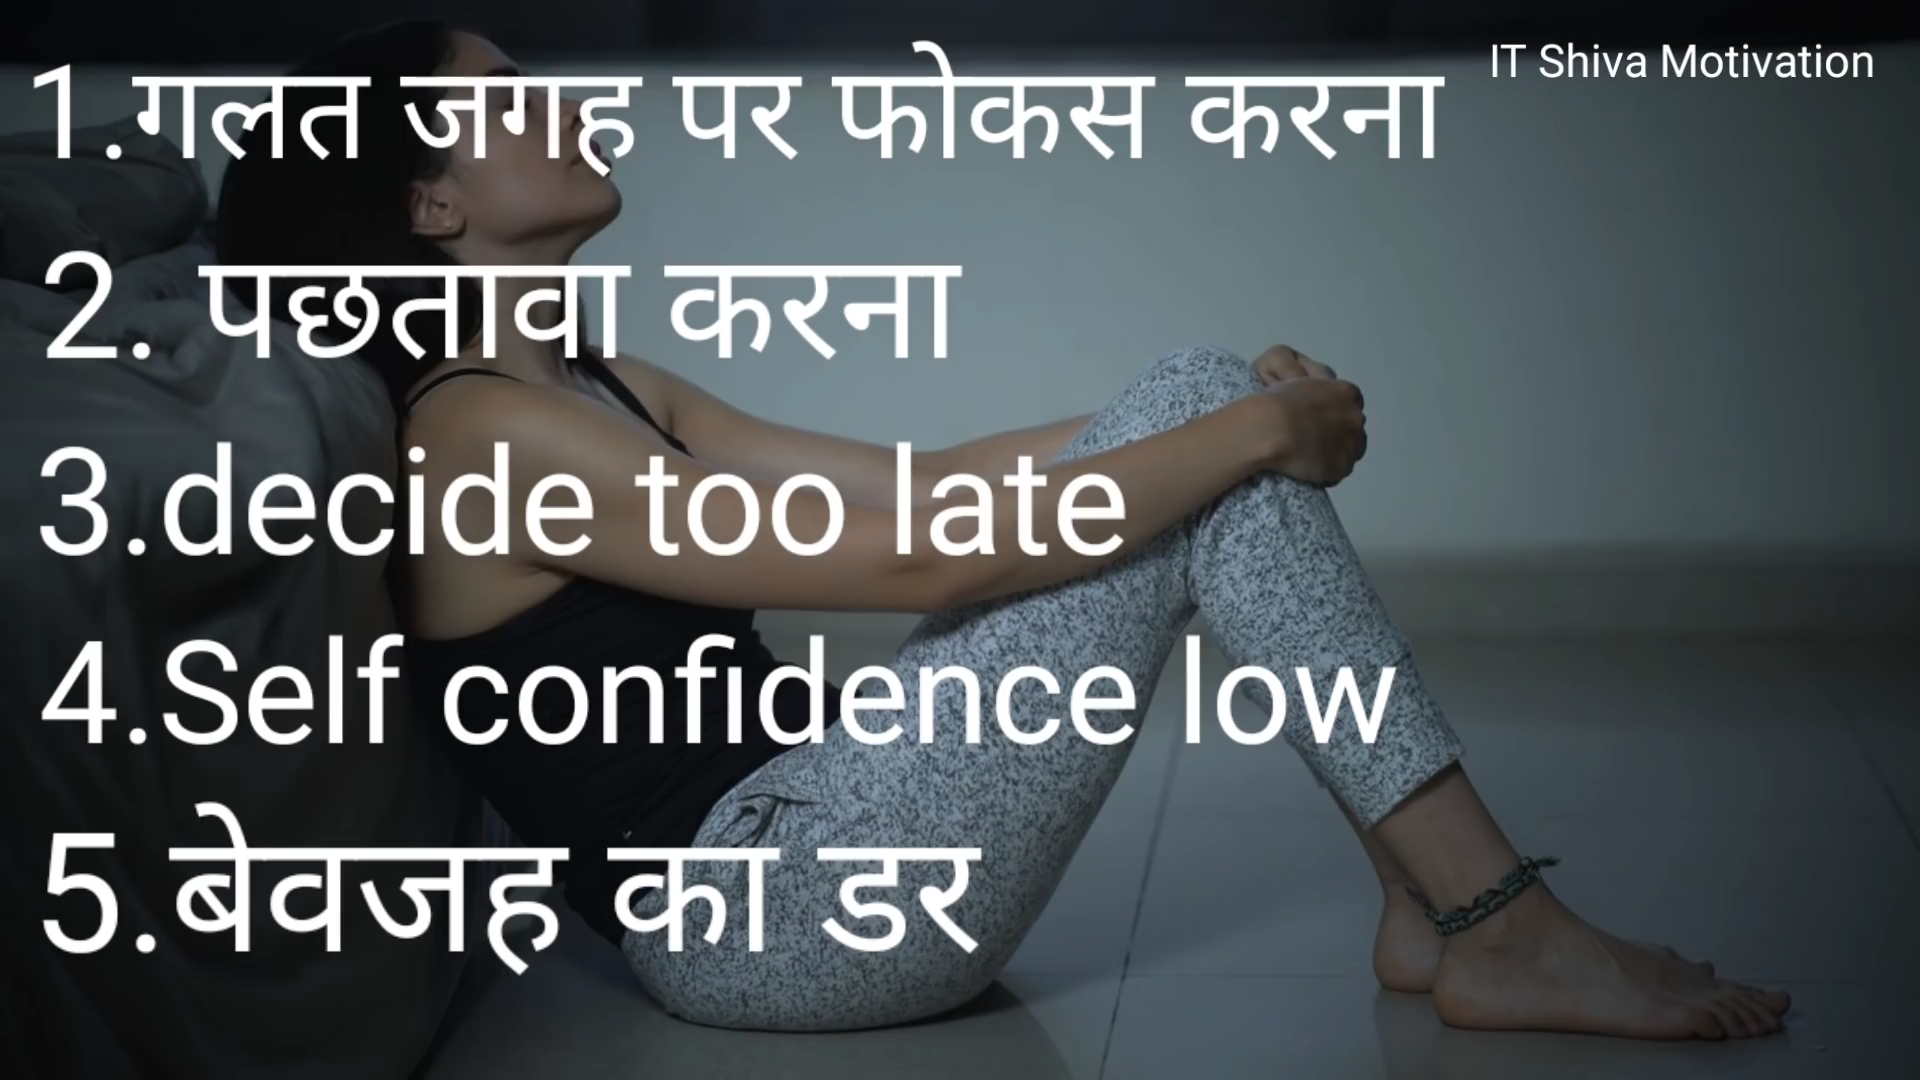 IT Shiva Motivation
1.गलत जगह पर फोकस करना
2. पछतावा करना
3.decide too late
4.Self confidence low
5.बेवजह का डर